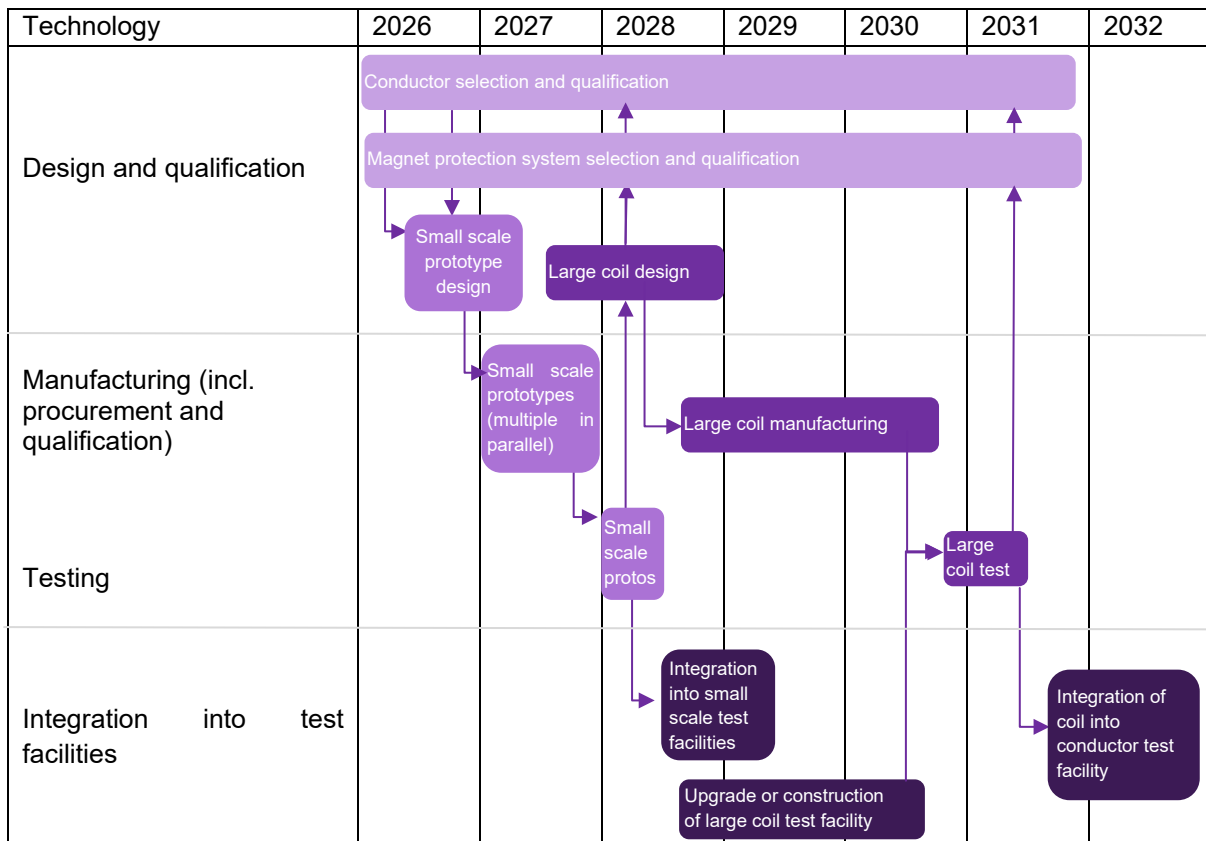 Technology 2026 2027 2028 2029 2030 2031 2032
Conductor selection and qualification
Design and qualification
Magnet protection system selection and qualification
Small scale
prototype
design
Large coil design
Manufacturing (incl.
procurement and
qualification)
Small scale
prototypes
(multiple in
parallel)
Large coil manufacturing
Testing
Small
scale
protos
Large
coil test
Integration into test
facilities
Integration
into small
scale test
facilities
Upgrade or construction
of large coil test facility
Integration of
coil into
conductor test
facility